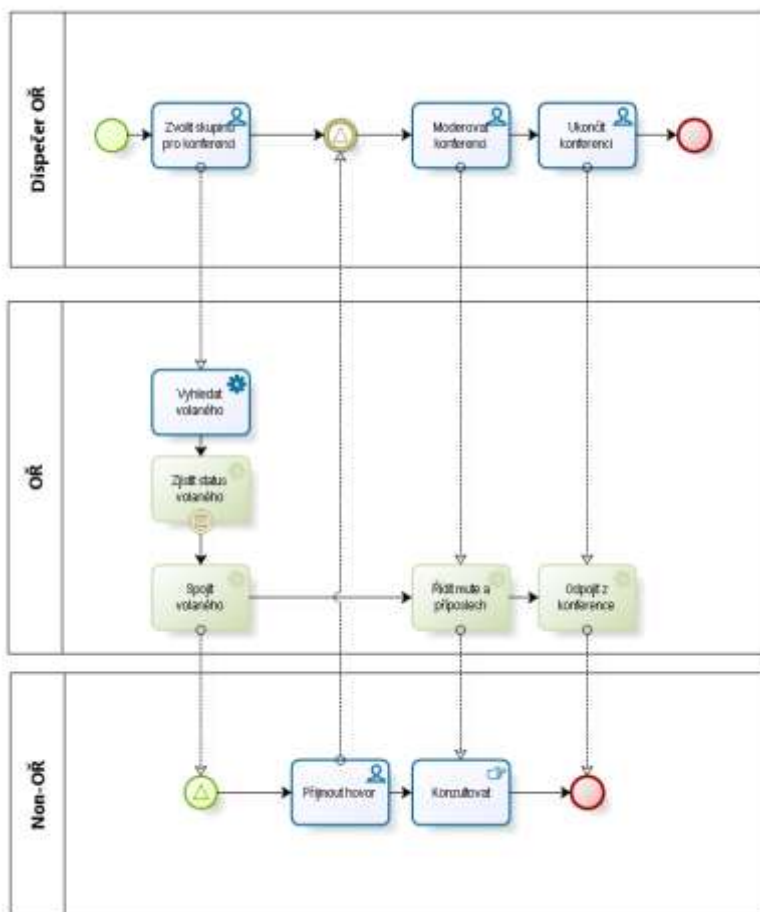 Dispečer OŘ
Zvolit skupinu
pro konferenci
Moderovat
konferenci
Ukončit
konferenci
OŘ
Vyhledat
volaného
Zjistit status
volaného
Spojit
volaného
Řídit mute a
příposlech
Odpojit z
konference
Non-OŘ
Přijmout hovor
Konzultovat